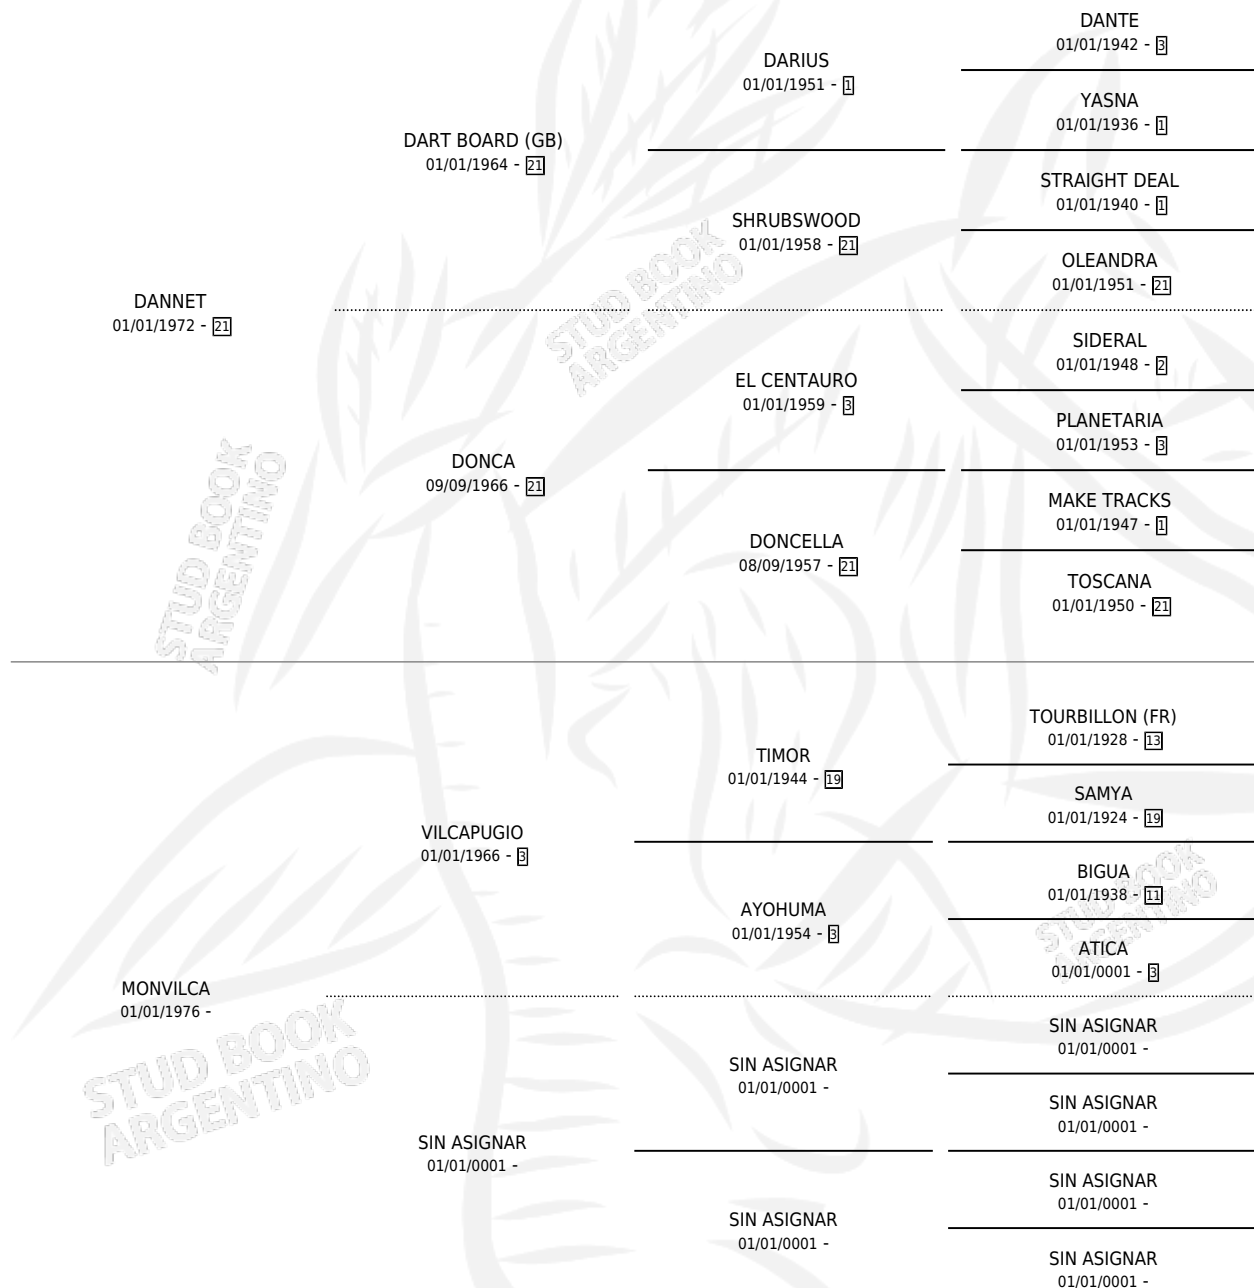 DANNET
01/01/1972 - 21
DART BOARD (GB)
01/01/1964 - 21
DONCA
09/09/1966 - 21
DARIUS
01/01/1951 - 1
SHRUBSWOOD
01/01/1958 - 21
EL CENTAURO
01/01/1959 - 3
DONCELLA
08/09/1957 - 21
DANTE
01/01/1942 - 3
YASNA
01/01/1936 - 1
STRAIGHT DEAL
01/01/1940 - 1
OLEANDRA
01/01/1951 - 21
SIDERAL
01/01/1948 - 2
PLANETARIA
01/01/1953 - 3
MAKE TRACKS
01/01/1947 - 1
TOSCANA
01/01/1950 - 21
STUD BOOK
ARGENTINO
STUD BOOK
ARGENTINO
MONVILCA
01/01/1976 -
VILCAPUGIO
01/01/1966 - 3
SIN ASIGNAR
01/01/0001 -
TIMOR
01/01/1944 - 19
AYOHUMA
01/01/1954 - 3
SIN ASIGNAR
01/01/0001 -
SIN ASIGNAR
01/01/0001 -
TOURBILLON (FR)
01/01/1928 - 13
SAMYA
01/01/1924 - 19
BIGUA
01/01/1938 - 11
ATICA
01/01/0001 - 3
SIN ASIGNAR
01/01/0001 -
SIN ASIGNAR
01/01/0001 -
SIN ASIGNAR
01/01/0001 -
SIN ASIGNAR
01/01/0001 -
STUD BOOK
ARGENTINO
STUD BOOK
ARGENTINO